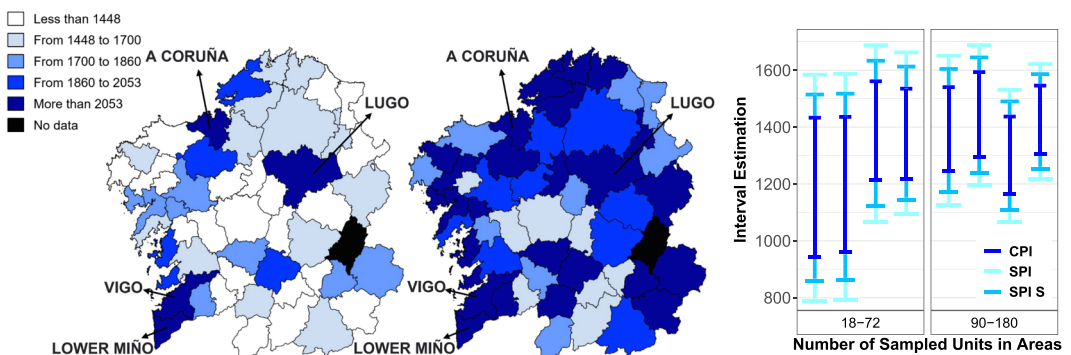 Less than 1448
From 1448 to 1700
From 1700 to 1860
From 1860 to 2053
More than 2053
No data
A CORUÑA
LUGO
VIGO
LOWER MIÑO
A CORUÑA
LUGO
VIGO
LOWER MIÑO
Interval Estimation
1600
1400
1200
1000
800
CPI
SPI
SPI S
18−72
90−180
Number of Sampled Units in Areas